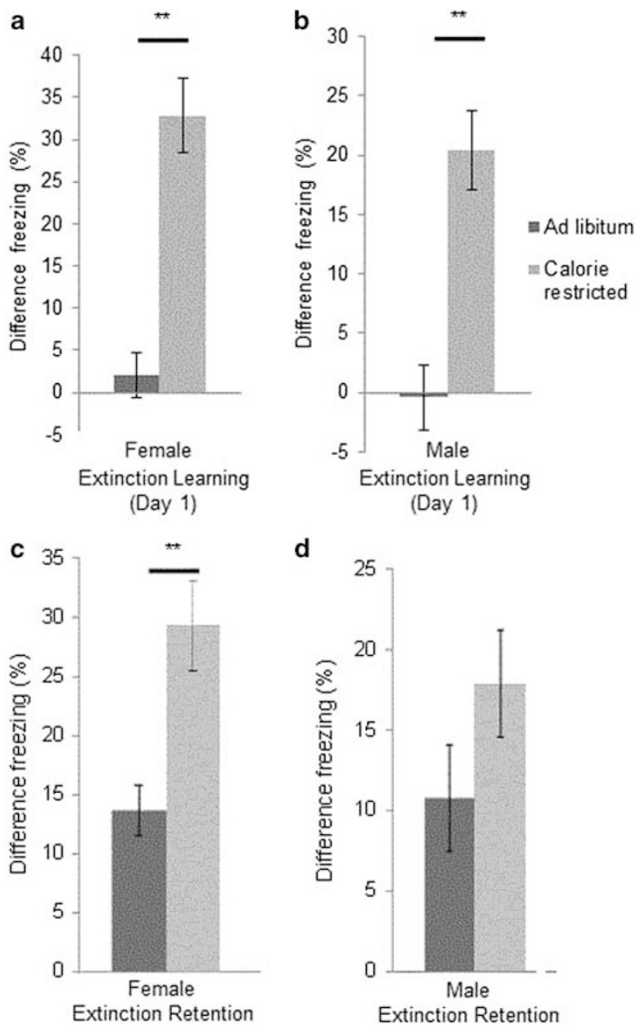 a
**
Difference freezing (%)
40
35
30
25
20
15
10
5
0
-5
Female
Extinction Learning
(Day 1)
b
**
Difference freezing (%)
30
25
20
15
10
5
0
-5
Male
Extinction Learning
(Day 1)
Ad libitum
Calorie
restricted
c
**
Difference freezing (%)
35
30
25
20
15
10
5
0
Female
Extinction Retention
d
Difference freezing (%)
25
20
15
10
5
0
Male
Extinction Retention